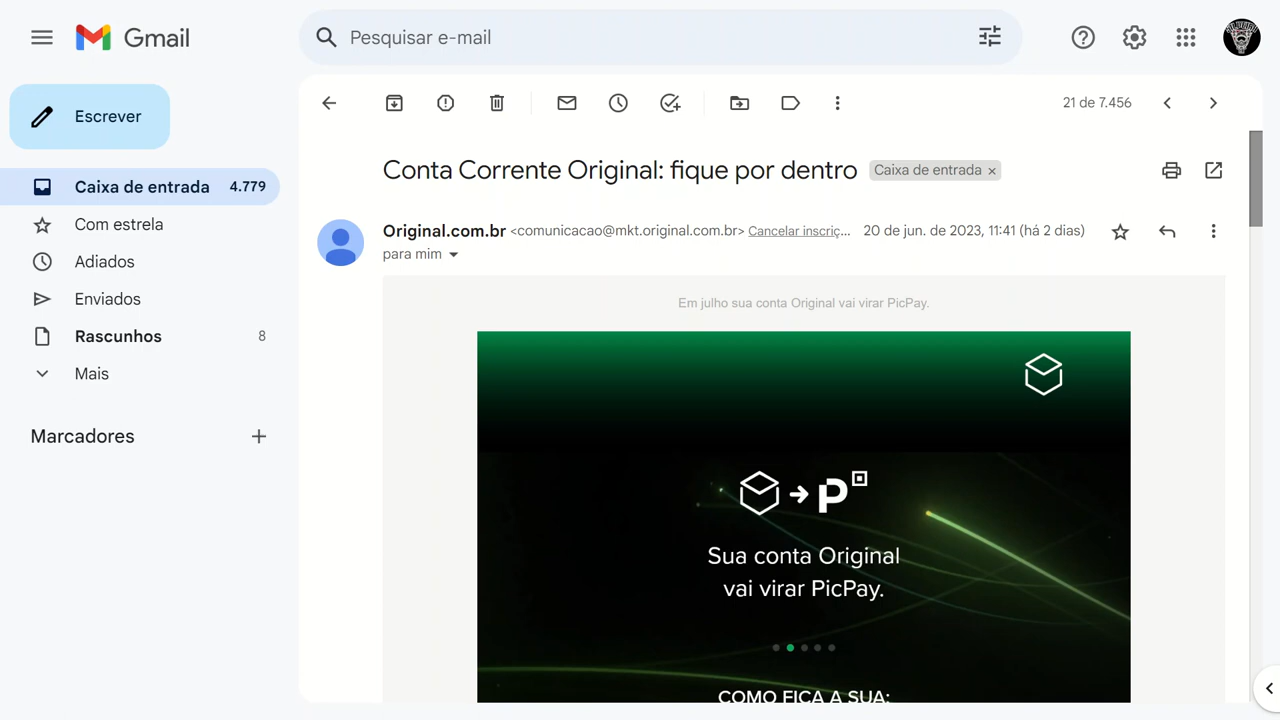 Gmail
Pesquisar e-mail
Escrever
Caixa de entrada 4.779
Com estrela
Adiados
Enviados
Rascunhos 8
Mais
Marcadores
21 de 7.456
Conta Corrente Original: fique por dentro Caixa de entrada ×
Original.com.br <comunicacao@mkt.original.com.br> Cancelar inscriç... 20 de jun. de 2023, 11:41 (há 2 dias)
para mim
Em julho sua conta Original vai virar PicPay.
Sua conta Original
vai virar PicPay.
COMO FICA A SUA: